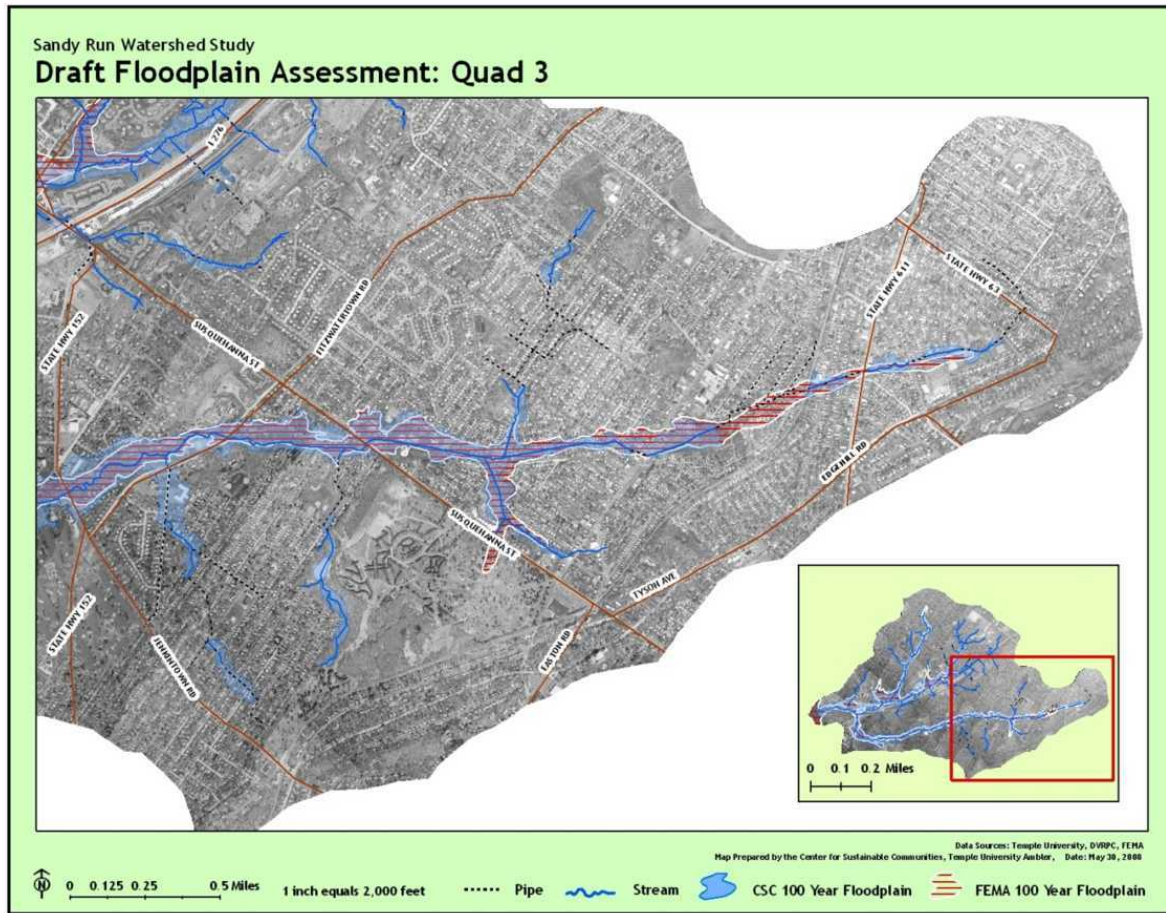 Sandy Run Watershed Study
Draft Floodplain Assessment: Quad 3
I 276
STATE HWY 152
SUSQUEHANNA ST
FITZWATERTOWN RD
STATE HWY 611
STATE HWY 63
EDGEHILL RD
SUSQUEHANNA ST
TYSON AVE
EASTON RD
STATE HWY 152
JENKINTOWN RD
0 0.1 0.2 Miles
Data Sources: Temple University, DVRPC, FEMA
Map Prepared by the Center for Sustainable Communities, Temple University Ambler, Date: May 30, 2008
N 0 0.125 0.25 0.5 Miles 1 inch equals 2,000 feet Pipe Stream CSC 100 Year Floodplain FEMA 100 Year Floodplain